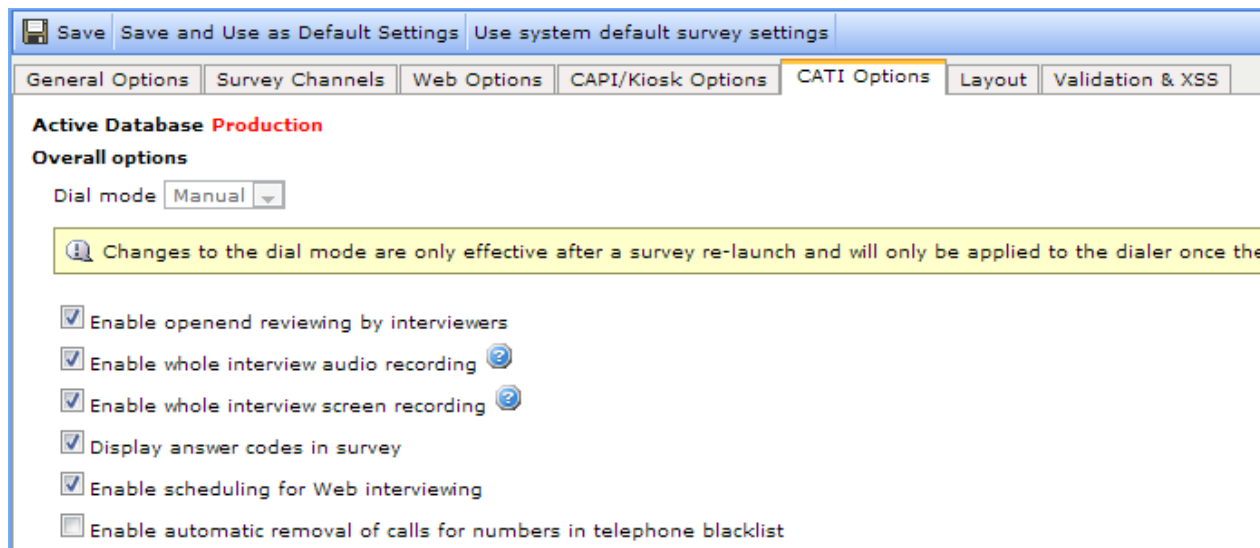 Save Save and Use as Default Settings Use system default survey settings
General Options Survey Channels Web Options CAPI/Kiosk Options CATI Options Layout Validation & XSS
Active Database Production
Overall options
Dial mode Manual
Changes to the dial mode are only effective after a survey re-launch and will only be applied to the dialer once the
Enable openend reviewing by interviewers
Enable whole interview audio recording
Enable whole interview screen recording
Display answer codes in survey
Enable scheduling for Web interviewing
Enable automatic removal of calls for numbers in telephone blacklist